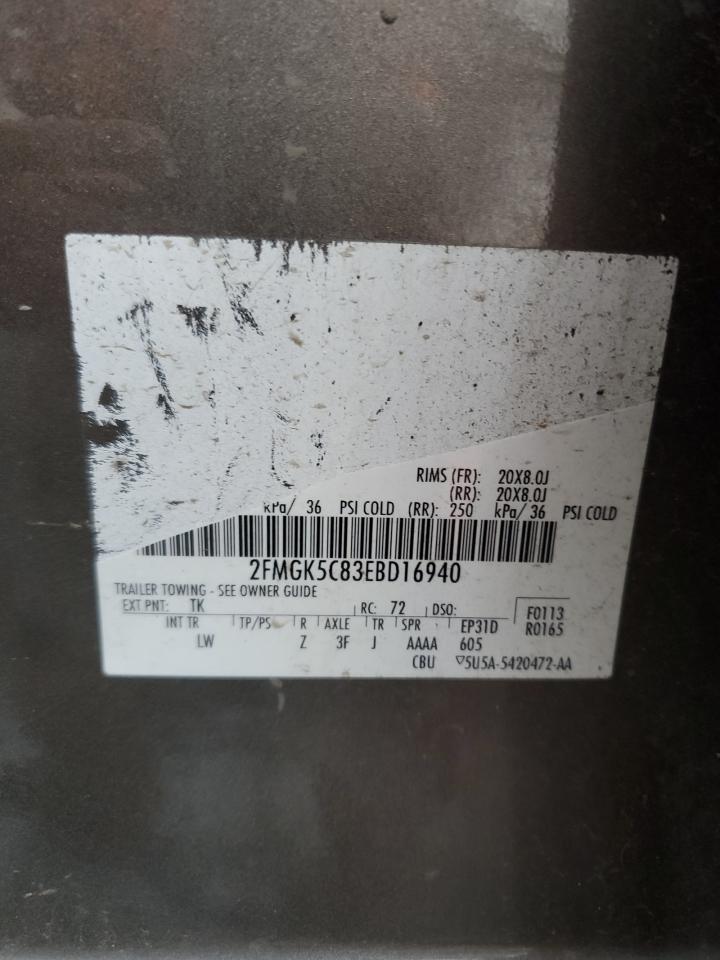 RIMS (FR): 20X8.0J
(RR): 20X8.0J
kPa/ 36 PSI COLD (RR): 250 kPa/ 36 PSI COLD
2FMGK5C83EBD16940
TRAILER TOWING - SEE OWNER GUIDE
EXT PNT: TK RC: 72 DSO: F0113
INT TR TP/PS R AXLE TR SPR EP31D R0165
LW Z 3F J AAAA 605
CBU ▽5U5A-5420472-AA